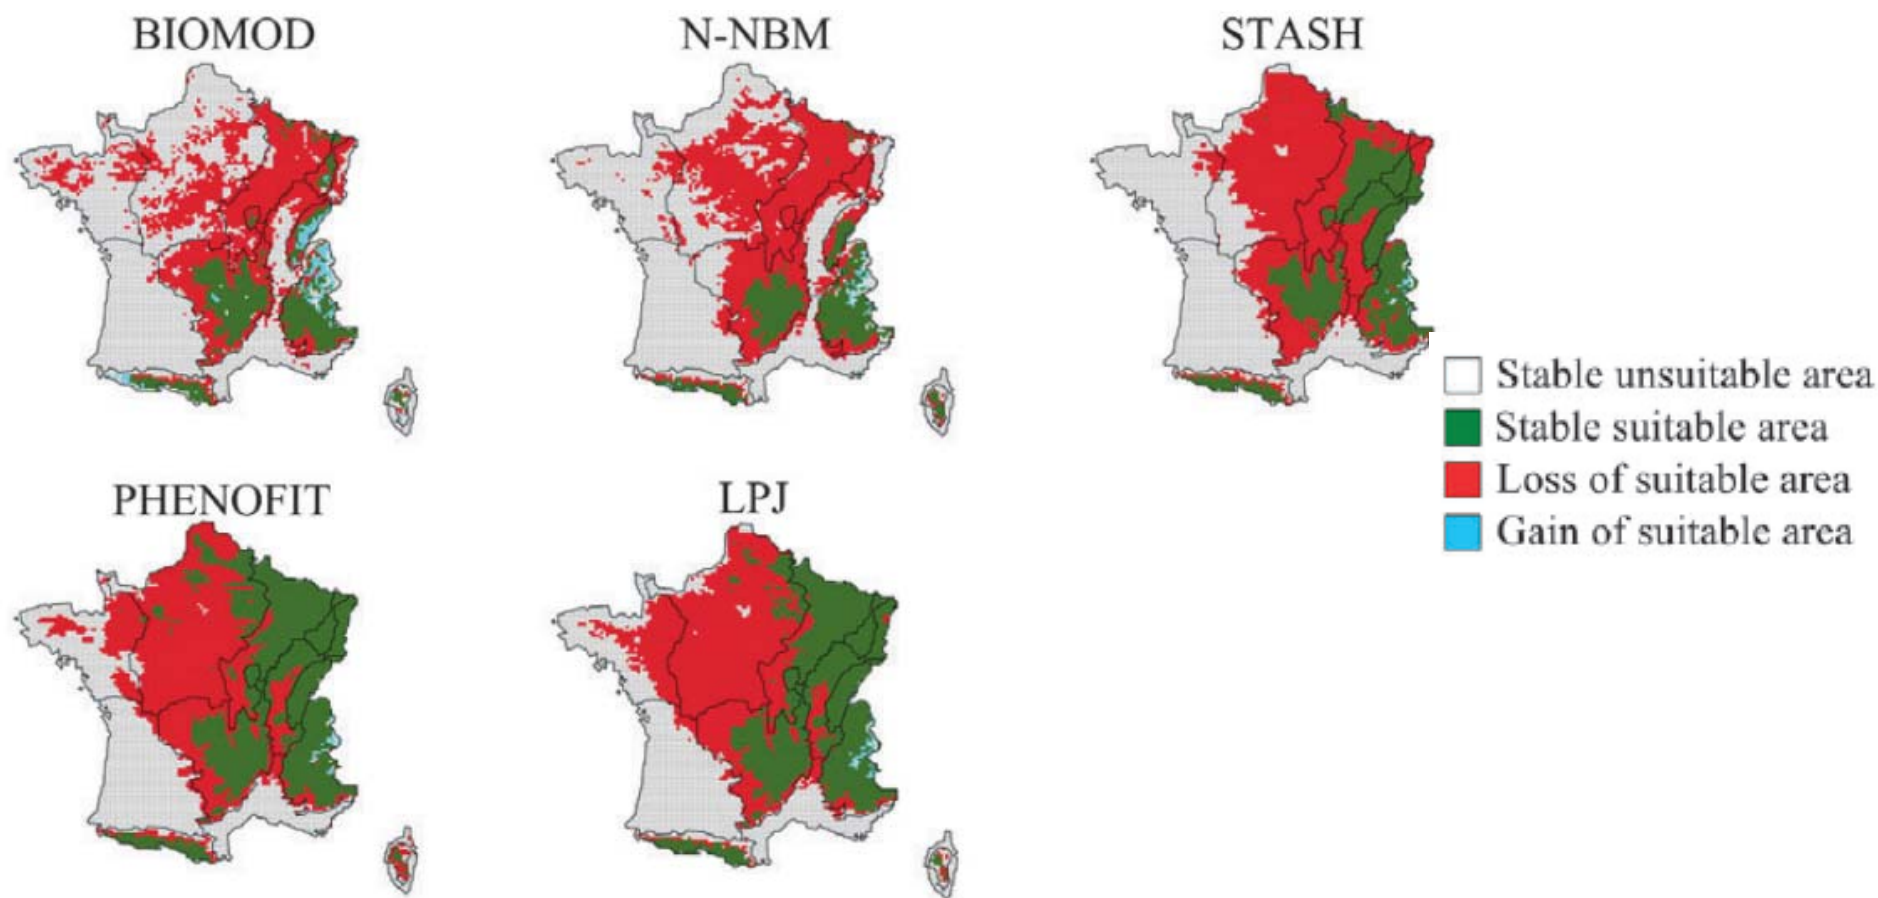 BIOMOD
N-NBM
STASH
Stable unsuitable area
Stable suitable area
Loss of suitable area
Gain of suitable area
PHENOFIT
LPJ